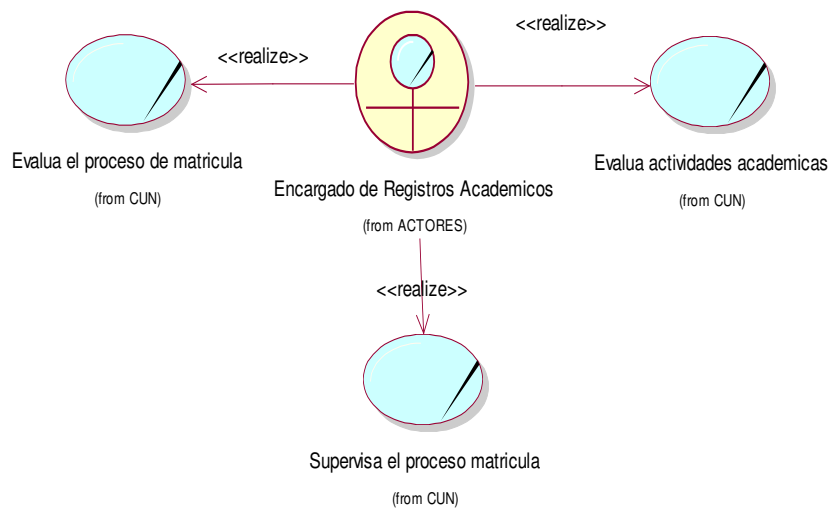 <<realize>>
<<realize>>
Evalua el proceso de matricula
(from CUN)
Encargado de Registros Academicos
(from ACTORES)
Evalua actividades academicas
(from CUN)
<<realize>>
Supervisa el proceso matricula
(from CUN)